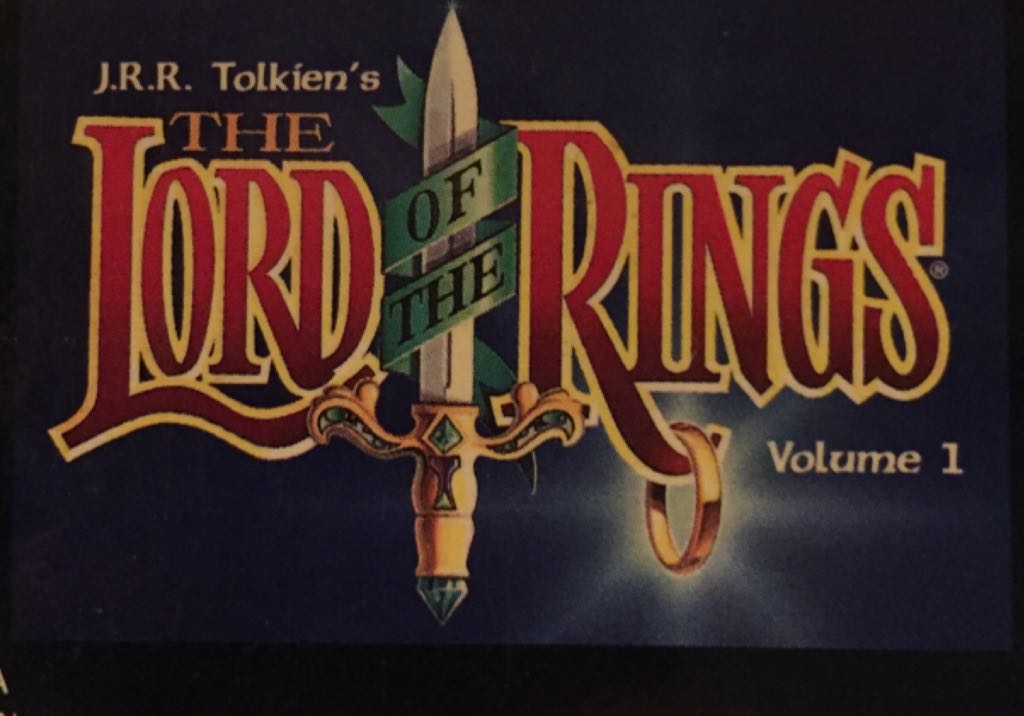 J.R.R. Tolkien's
THE
LORD OF THE RINGS®
Volume 1